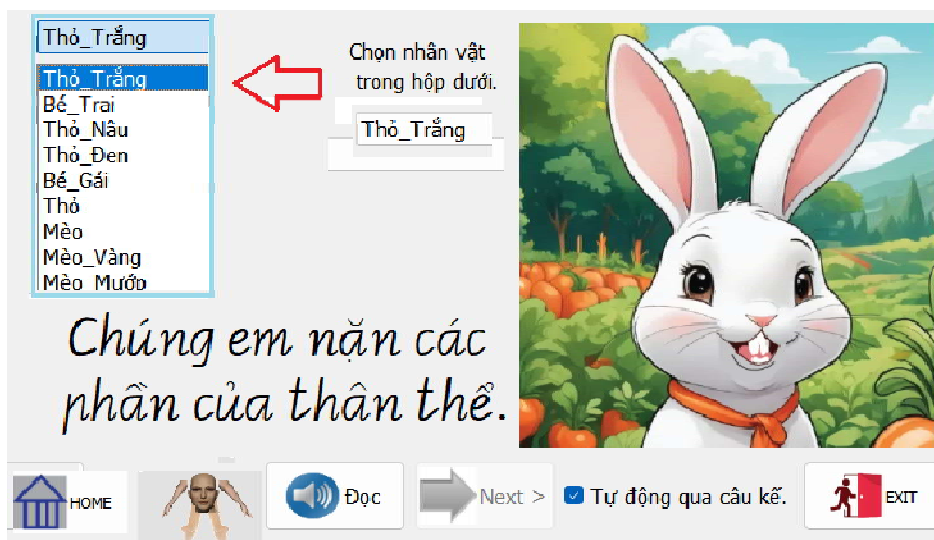 Thỏ_Trắng
Thỏ_Trắng
Bé_Trai
Thỏ_Nâu
Thỏ_Đen
Bé_Gái
Thỏ
Mèo
Mèo_Vàng
Mèo_Mướp
Chọn nhân vật
trong hộp dưới.
Thỏ_Trắng
Chúng em nặn các
phần của thân thể.
HOME
Đọc
Next >
Tự động qua câu kế.
EXIT